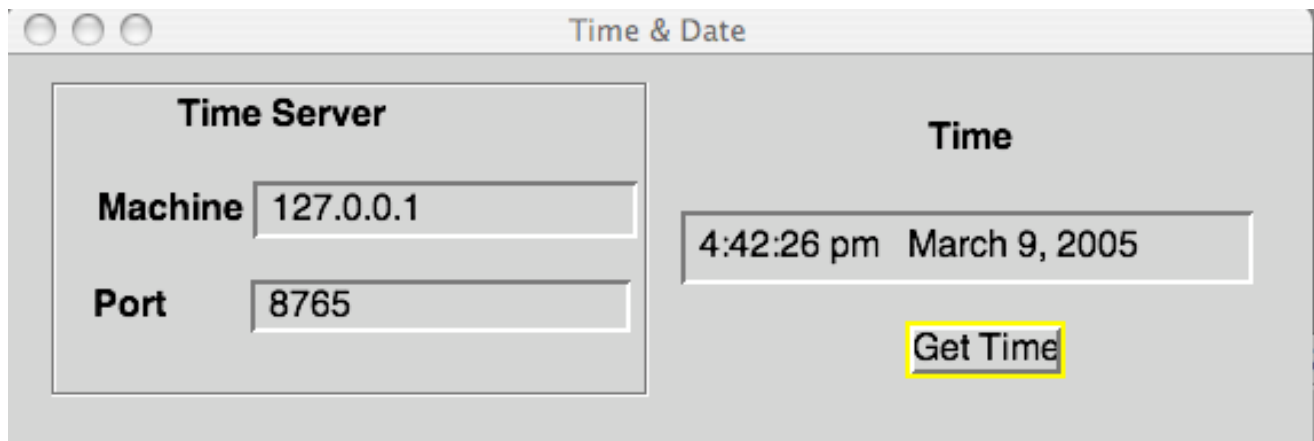 Time & Date
Time Server
Machine 127.0.0.1
Port 8765
Time
4:42:26 pm March 9, 2005
Get Time